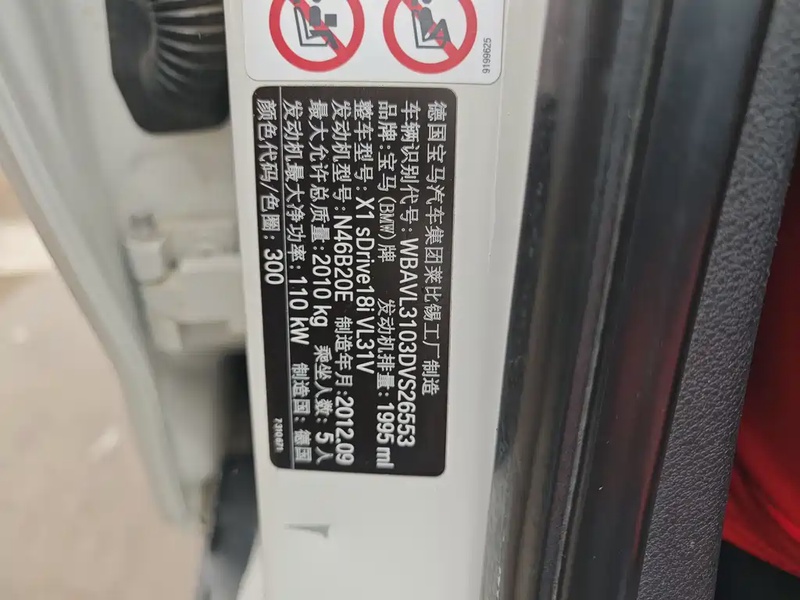 9199625
德国宝马汽车集团莱比锡工厂制造
车辆识别代号:WBAVL3103DVS26553
品牌:宝马(BMW)牌 发动机排量:1995 ml
整车型号:X1 sDrive18i VL31V
发动机型号:N46B20E 制造年月:2012.09
最大允许总质量:2010 kg 乘坐人数:5人
发动机最大净功率:110 kW 制造国:德国
颜色代码/色圈:300